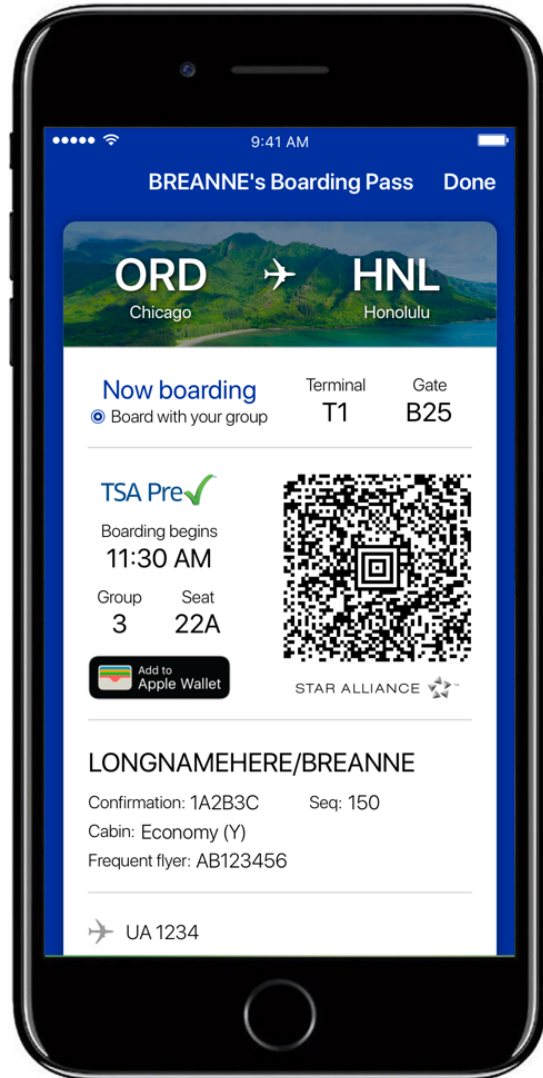 9:41 AM
BREANNE's Boarding Pass Done
ORD HNL
Chicago Honolulu
Now boarding
Board with your group
Terminal Gate
T1 B25
TSA Pre
Boarding begins
11:30 AM
Group Seat
3 22A
Add to
Apple Wallet
STAR ALLIANCE
LONGNAMEHERE/BREANNE
Confirmation: 1A2B3C Seq: 150
Cabin: Economy (Y)
Frequent flyer: AB123456
UA 1234